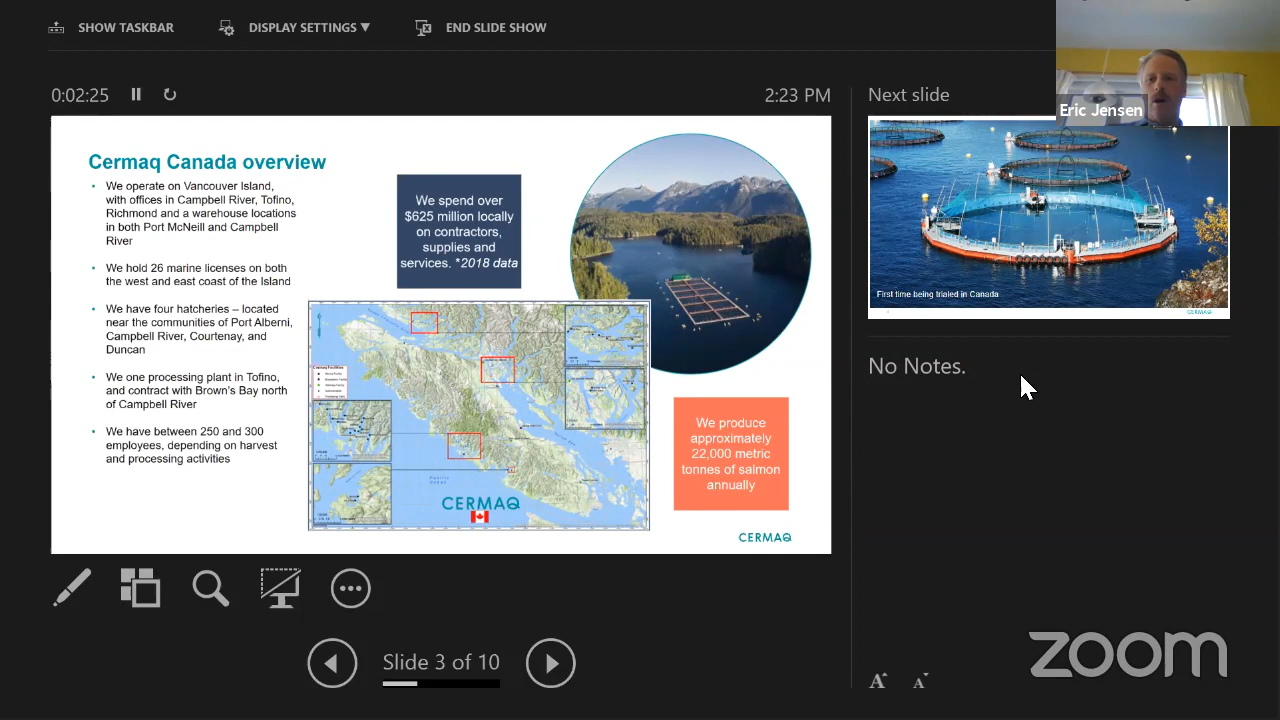 SHOW TASKBAR
DISPLAY SETTINGS ▼
END SLIDE SHOW
0:02:25
2:23 PM
Next slide
Eric Jensen
Cermaq Canada overview
• We operate on Vancouver Island,
with offices in Campbell River, Tofino,
Richmond and a warehouse locations
in both Port McNeill and Campbell
River
• We hold 26 marine licenses on both
the west and east coast of the Island
• We have four hatcheries – located
near the communities of Port Alberni,
Campbell River, Courtenay, and
Duncan
• We one processing plant in Tofino,
and contract with Brown's Bay north
of Campbell River
• We have between 250 and 300
employees, depending on harvest
and processing activities
We spend over
$625 million locally
on contractors,
supplies and
services. *2018 data
Pacific
Ocean
CERMAQ
We produce
approximately
22,000 metric
tonnes of salmon
annually
CERMAQ
First time being trialed in Canada
CERMAQ
No Notes.
Slide 3 of 10
A A
zoom